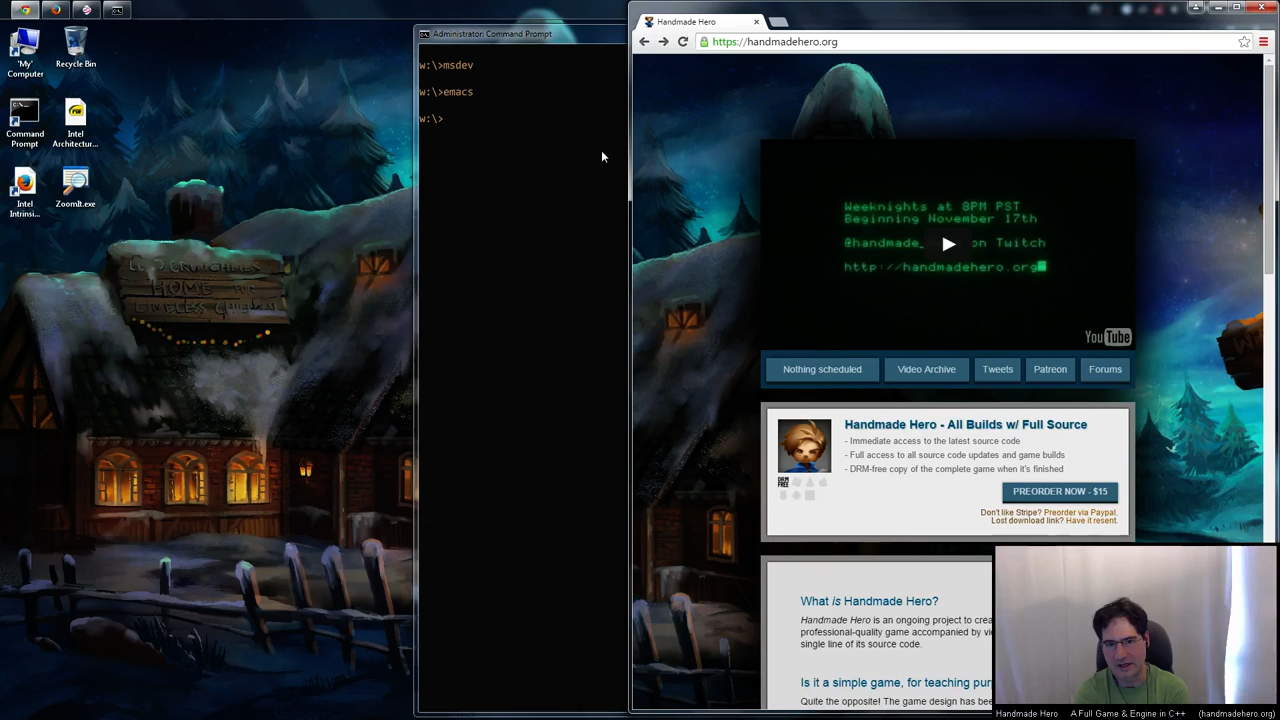 'My'
Computer
Recycle Bin
Command
Prompt
Intel
Architectur...
Intel
Intrinsi...
ZoomIt.exe
Administrator: Command Prompt
w:\>msdev
w:\>emacs
w:\>
Handmade Hero
https://handmadehero.org
Weeknights at 8PM PST
Beginning November 17th
@handmade_ on Twitch
http://handmadehero.org
YouTube
Nothing scheduled
Video Archive
Tweets
Patreon
Forums
Handmade Hero - All Builds w/ Full Source
- Immediate access to the latest source code
- Full access to all source code updates and game builds
- DRM-free copy of the complete game when it's finished
DRM
FREE
PREORDER NOW - $15
Don't like Stripe? Preorder via Paypal.
Lost download link? Have it resent.
What is Handmade Hero?
Handmade Hero is an ongoing project to crea
professional-quality game accompanied by vi
single line of its source code.
Is it a simple game, for teaching pur
Quite the opposite! The game design has bee
Handmade Hero A Full Game & Engine in C++ (handmadehero.org)